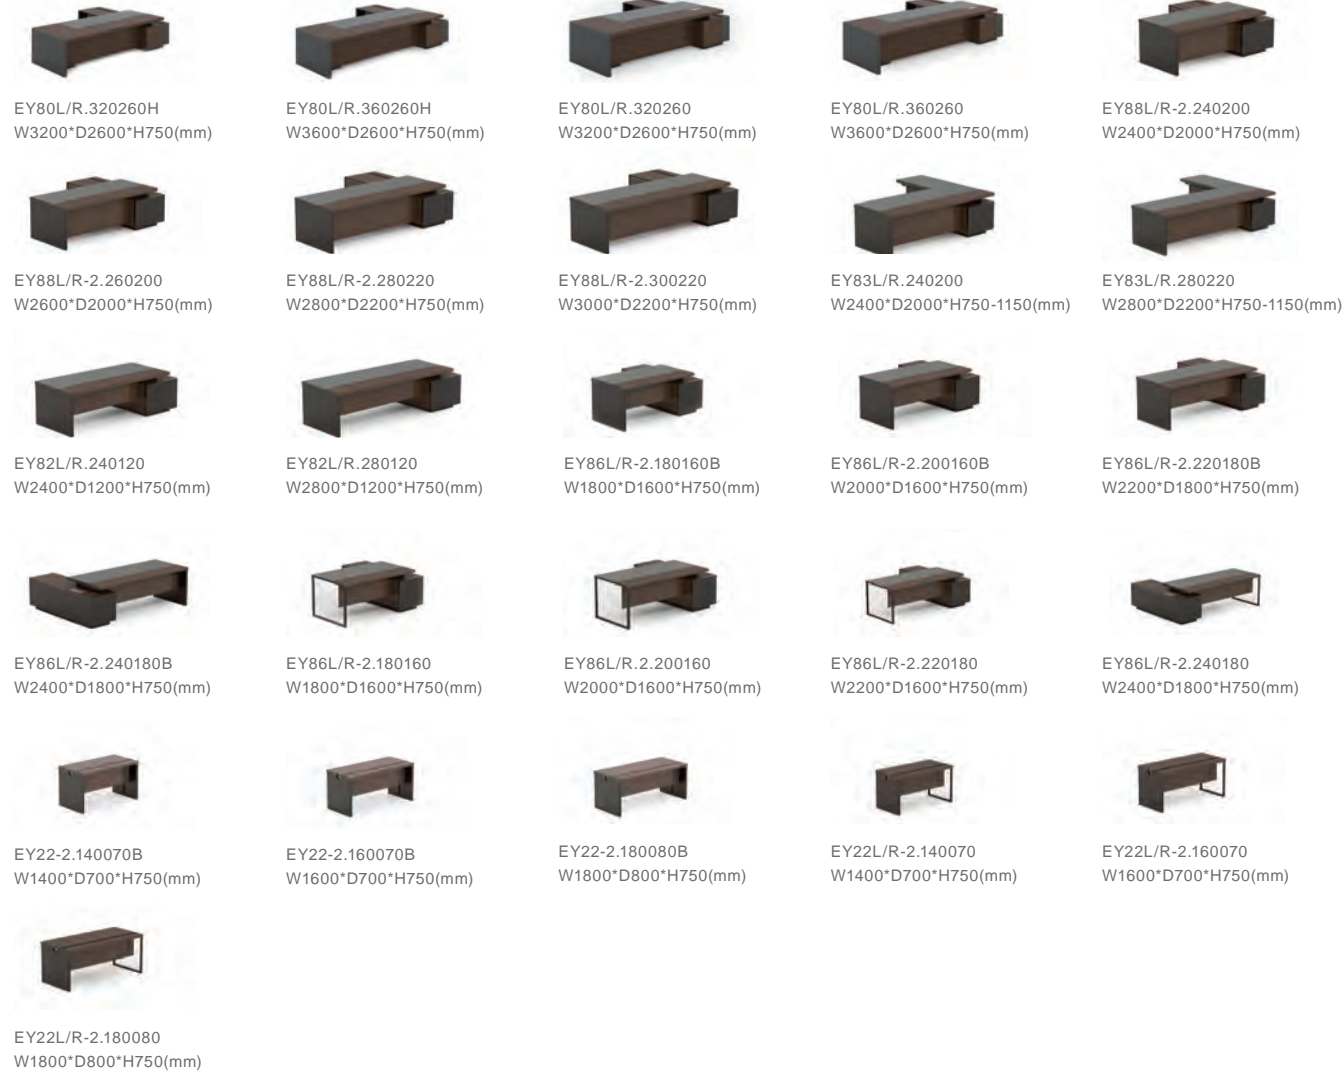 EY80L/R.320260H
W3200*D2600*H750(mm)
EY80L/R.360260H
W3600*D2600*H750(mm)
EY80L/R.320260
W3200*D2600*H750(mm)
EY80L/R.360260
W3600*D2600*H750(mm)
EY88L/R-2.240200
W2400*D2000*H750(mm)
EY88L/R-2.260200
W2600*D2000*H750(mm)
EY88L/R-2.280220
W2800*D2200*H750(mm)
EY88L/R-2.300220
W3000*D2200*H750(mm)
EY83L/R.240200
W2400*D2000*H750-1150(mm)
EY83L/R.280220
W2800*D2200*H750-1150(mm)
EY82L/R.240120
W2400*D1200*H750(mm)
EY82L/R.280120
W2800*D1200*H750(mm)
EY86L/R-2.180160B
W1800*D1600*H750(mm)
EY86L/R-2.200160B
W2000*D1600*H750(mm)
EY86L/R-2.220180B
W2200*D1800*H750(mm)
EY86L/R-2.240180B
W2400*D1800*H750(mm)
EY86L/R-2.180160
W1800*D1600*H750(mm)
EY86L/R.2.200160
W2000*D1600*H750(mm)
EY86L/R-2.220180
W2200*D1600*H750(mm)
EY86L/R-2.240180
W2400*D1800*H750(mm)
EY22-2.140070B
W1400*D700*H750(mm)
EY22-2.160070B
W1600*D700*H750(mm)
EY22-2.180080B
W1800*D800*H750(mm)
EY22L/R-2.140070
W1400*D700*H750(mm)
EY22L/R-2.160070
W1600*D700*H750(mm)
EY22L/R-2.180080
W1800*D800*H750(mm)